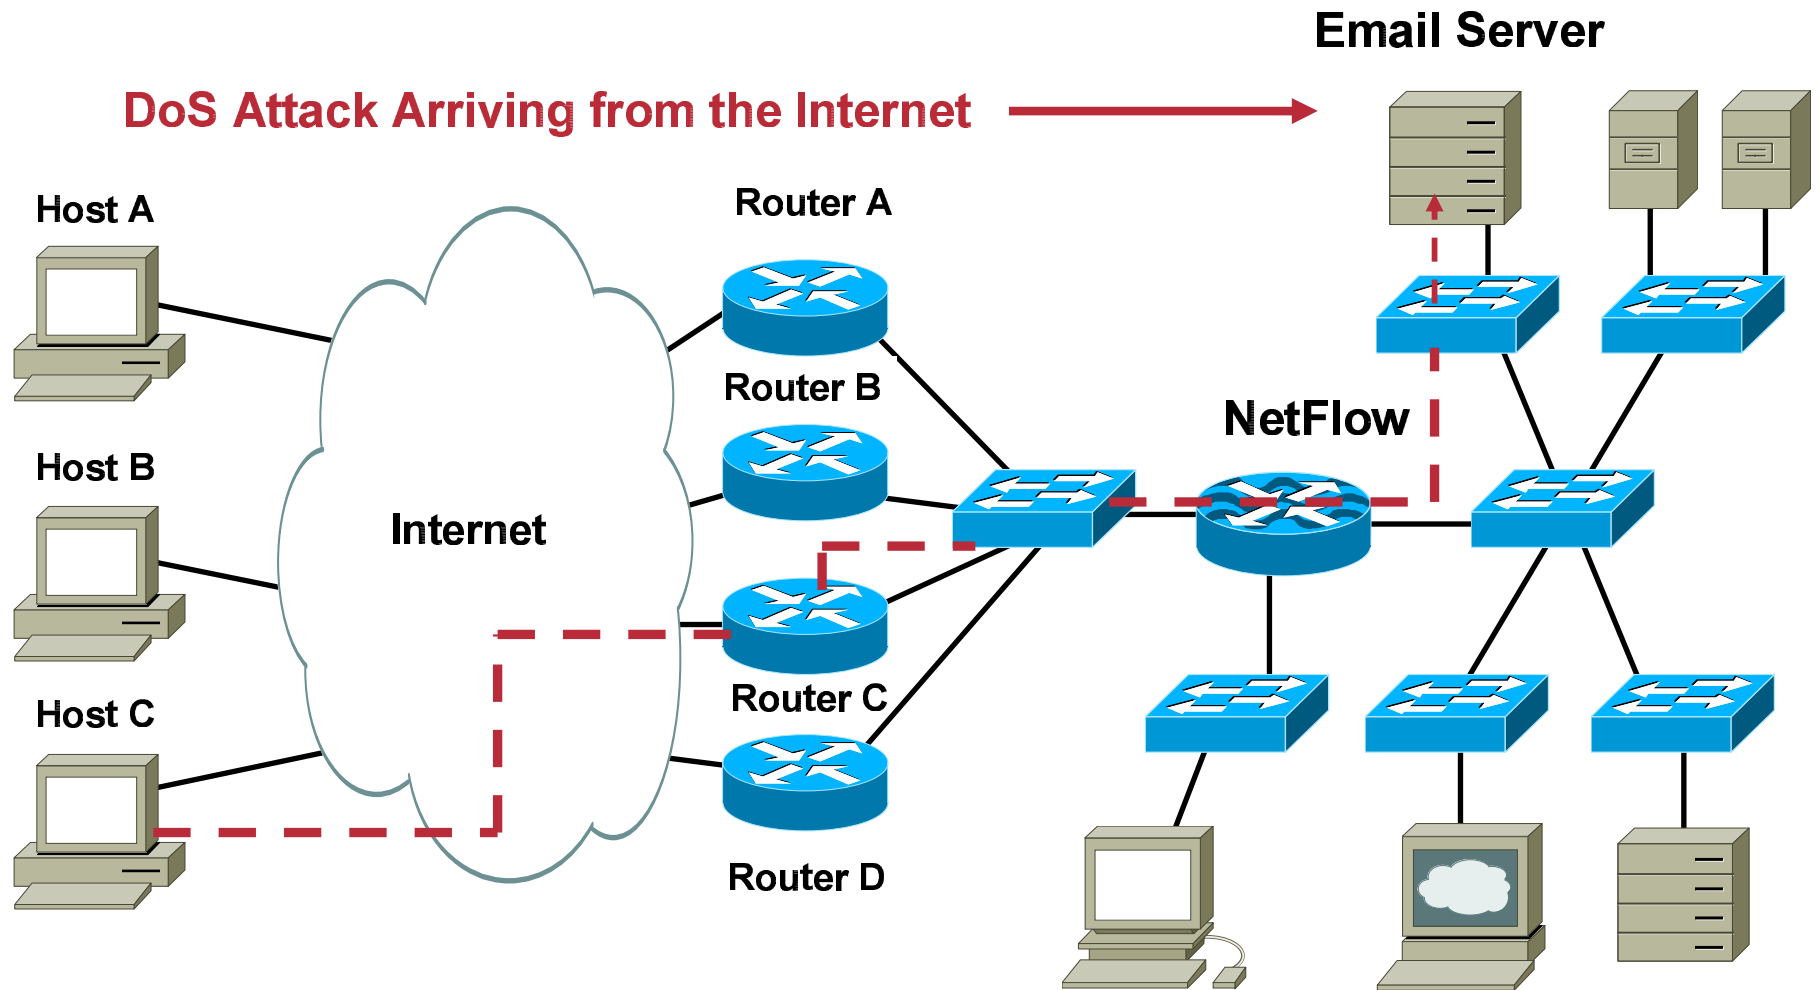 Email Server
DoS Attack Arriving from the Internet
Host A
Router A
Router B
NetFlow
Host B
Internet
Router C
Host C
Router D